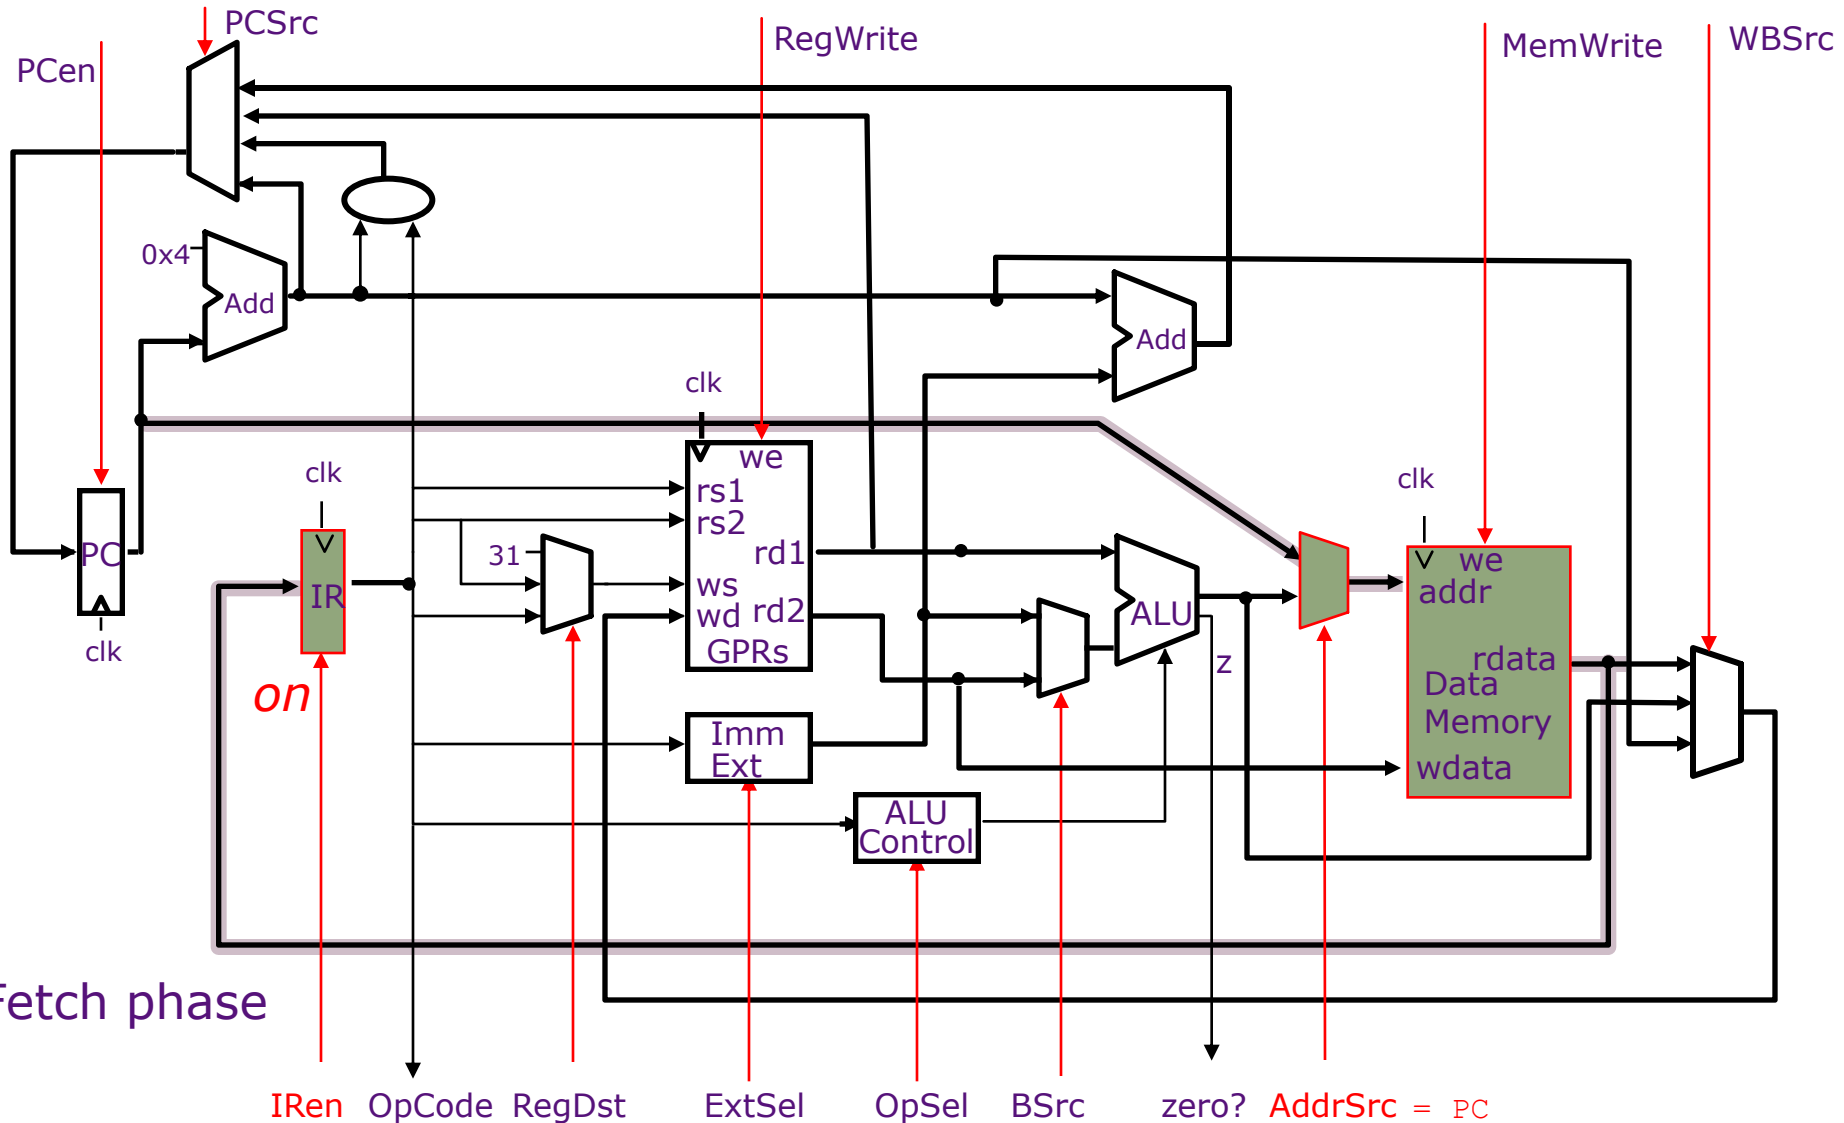 PCSrc
RegWrite
MemWrite
WBSrc
PCen
0x4
Add
Add
clk
we
clk
clk
rs1
rs2
31
rd1
we
addr
PC
IR
ws
wd
rd2
ALU
GPRs
clk
z
rdata
Data
Memory
on
Imm
Ext
wdata
ALU
Control
Fetch phase
IRen
OpCode
RegDst
ExtSel
OpSel
BSrc
zero?
AddrSrc = PC